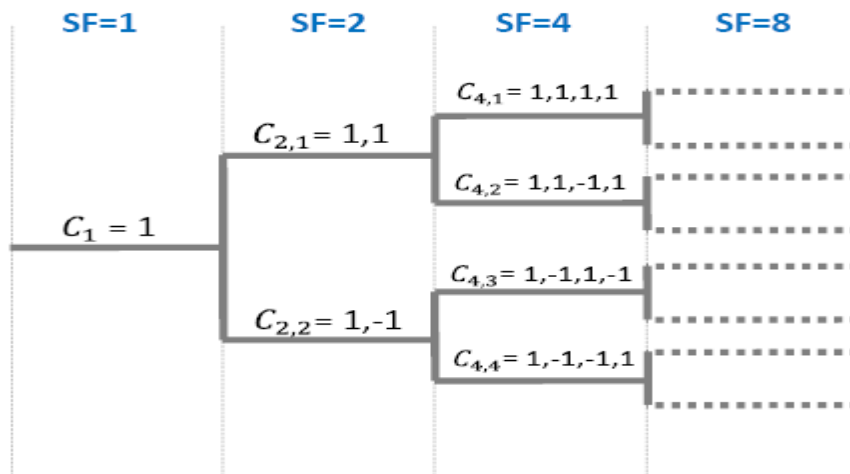 SF=1 SF=2 SF=4 SF=8
C4,1 = 1,1,1,1
C2,1 = 1,1
C4,2 = 1,1,-1,1
C1 = 1
C4,3 = 1,-1,1,-1
C2,2 = 1,-1
C4,4 = 1,-1,-1,1